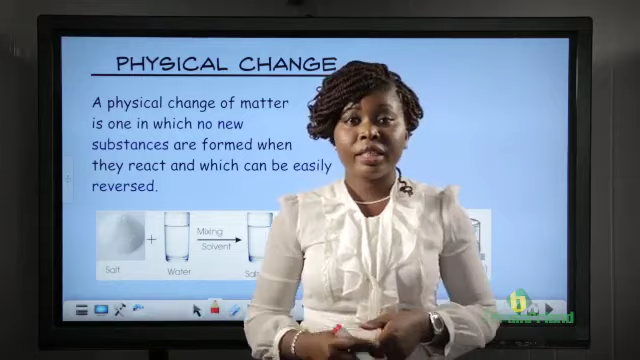 PHYSICAL CHANGE
A physical change of matter
is one in which no new
substances are formed when
they react and which can be easily
reversed.
Mixing
Solvent
Salt
Water